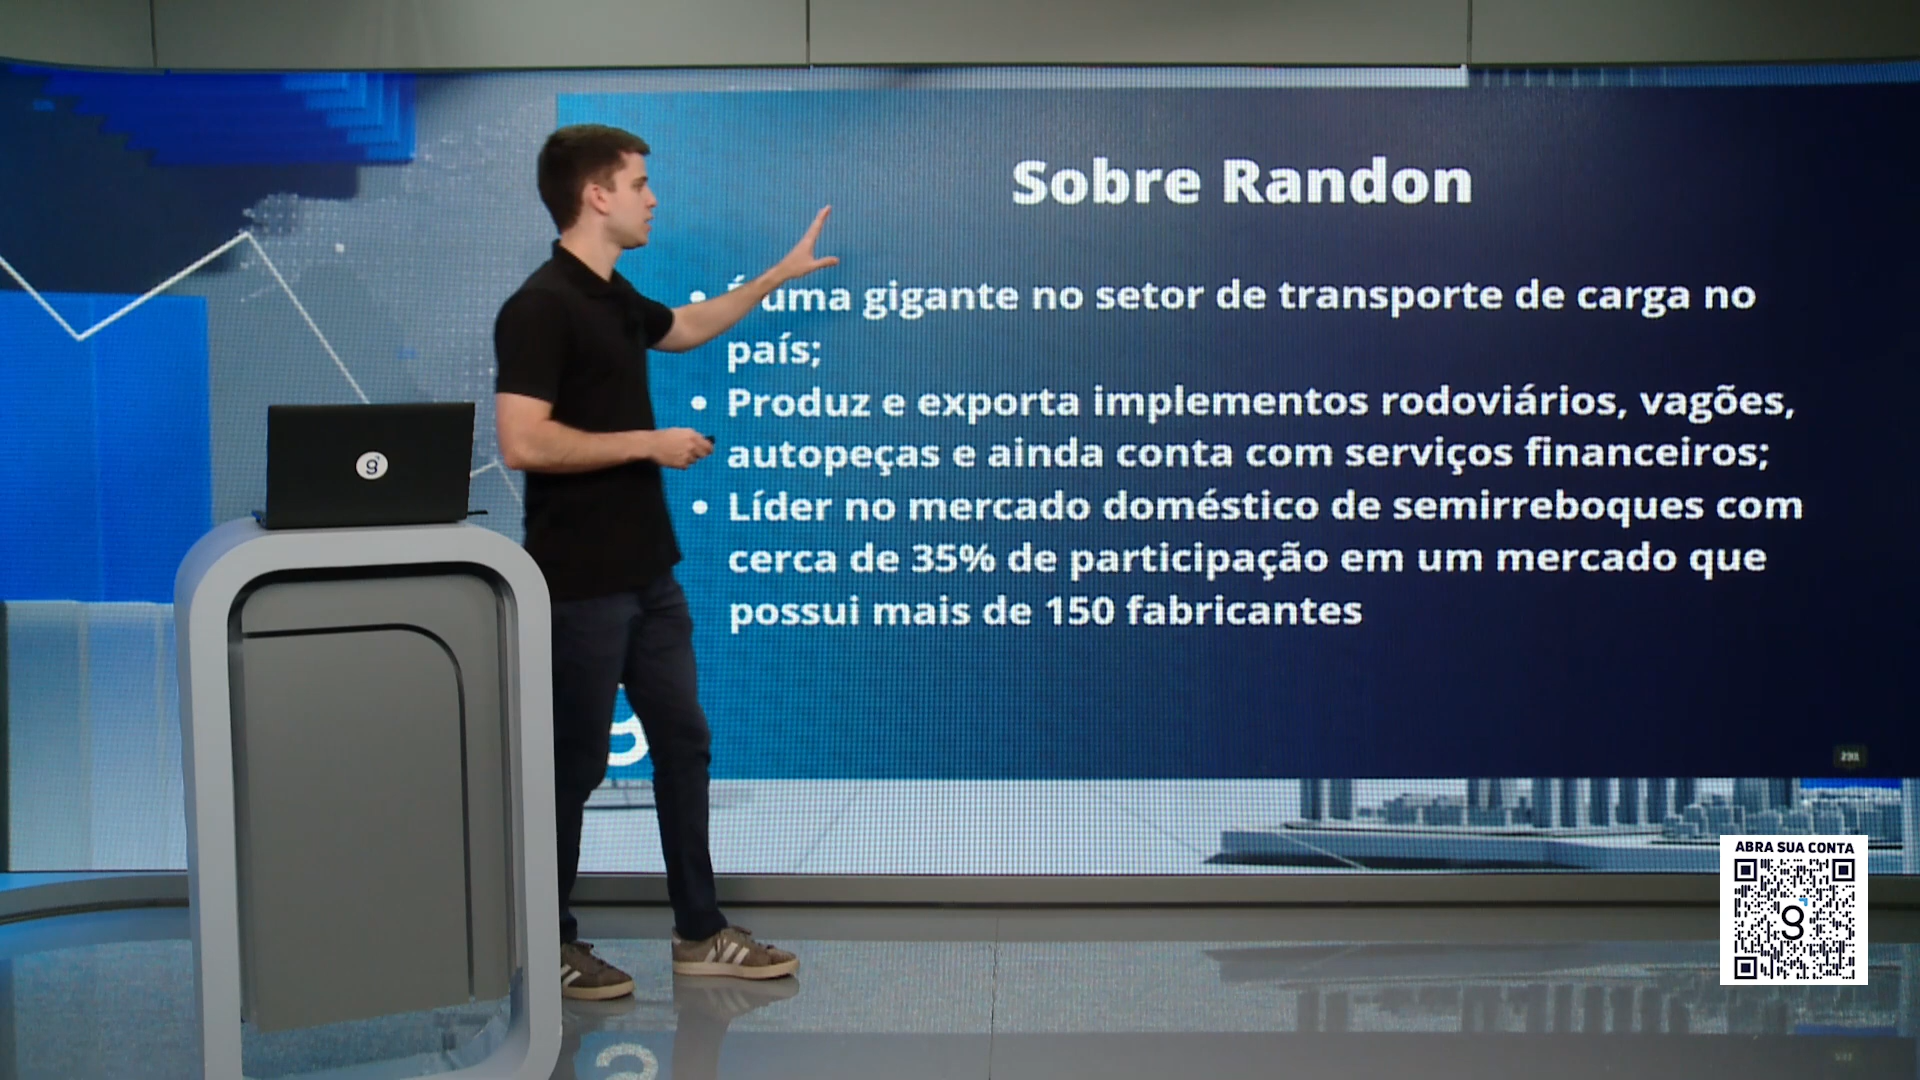 Sobre Randon
• É uma gigante no setor de transporte de carga no
país;
• Produz e exporta implementos rodoviários, vagões,
autopeças e ainda conta com serviços financeiros;
• Líder no mercado doméstico de semirreboques com
cerca de 35% de participação em um mercado que
possui mais de 150 fabricantes
ABRA SUA CONTA